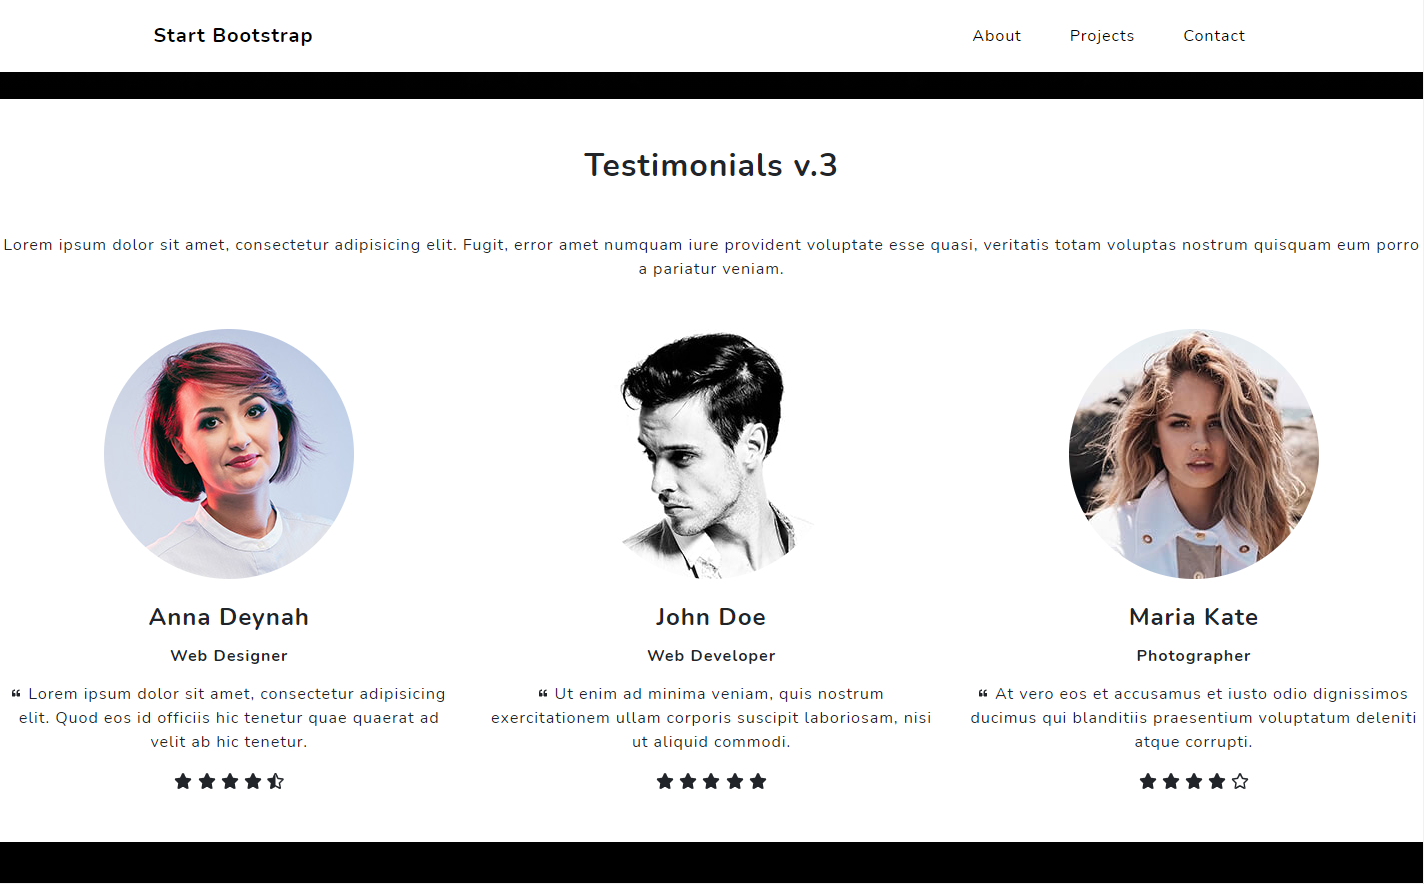 Start Bootstrap
About Projects Contact
Testimonials v.3
Lorem ipsum dolor sit amet, consectetur adipisicing elit. Fugit, error amet numquam iure provident voluptate esse quasi, veritatis totam voluptas nostrum quisquam eum porro
a pariatur veniam.
Anna Deynah
Web Designer
“ Lorem ipsum dolor sit amet, consectetur adipisicing
elit. Quod eos id officiis hic tenetur quae quaerat ad
velit ab hic tenetur.
John Doe
Web Developer
“ Ut enim ad minima veniam, quis nostrum
exercitationem ullam corporis suscipit laboriosam, nisi
ut aliquid commodi.
Maria Kate
Photographer
“ At vero eos et accusamus et iusto odio dignissimos
ducimus qui blanditiis praesentium voluptatum deleniti
atque corrupti.